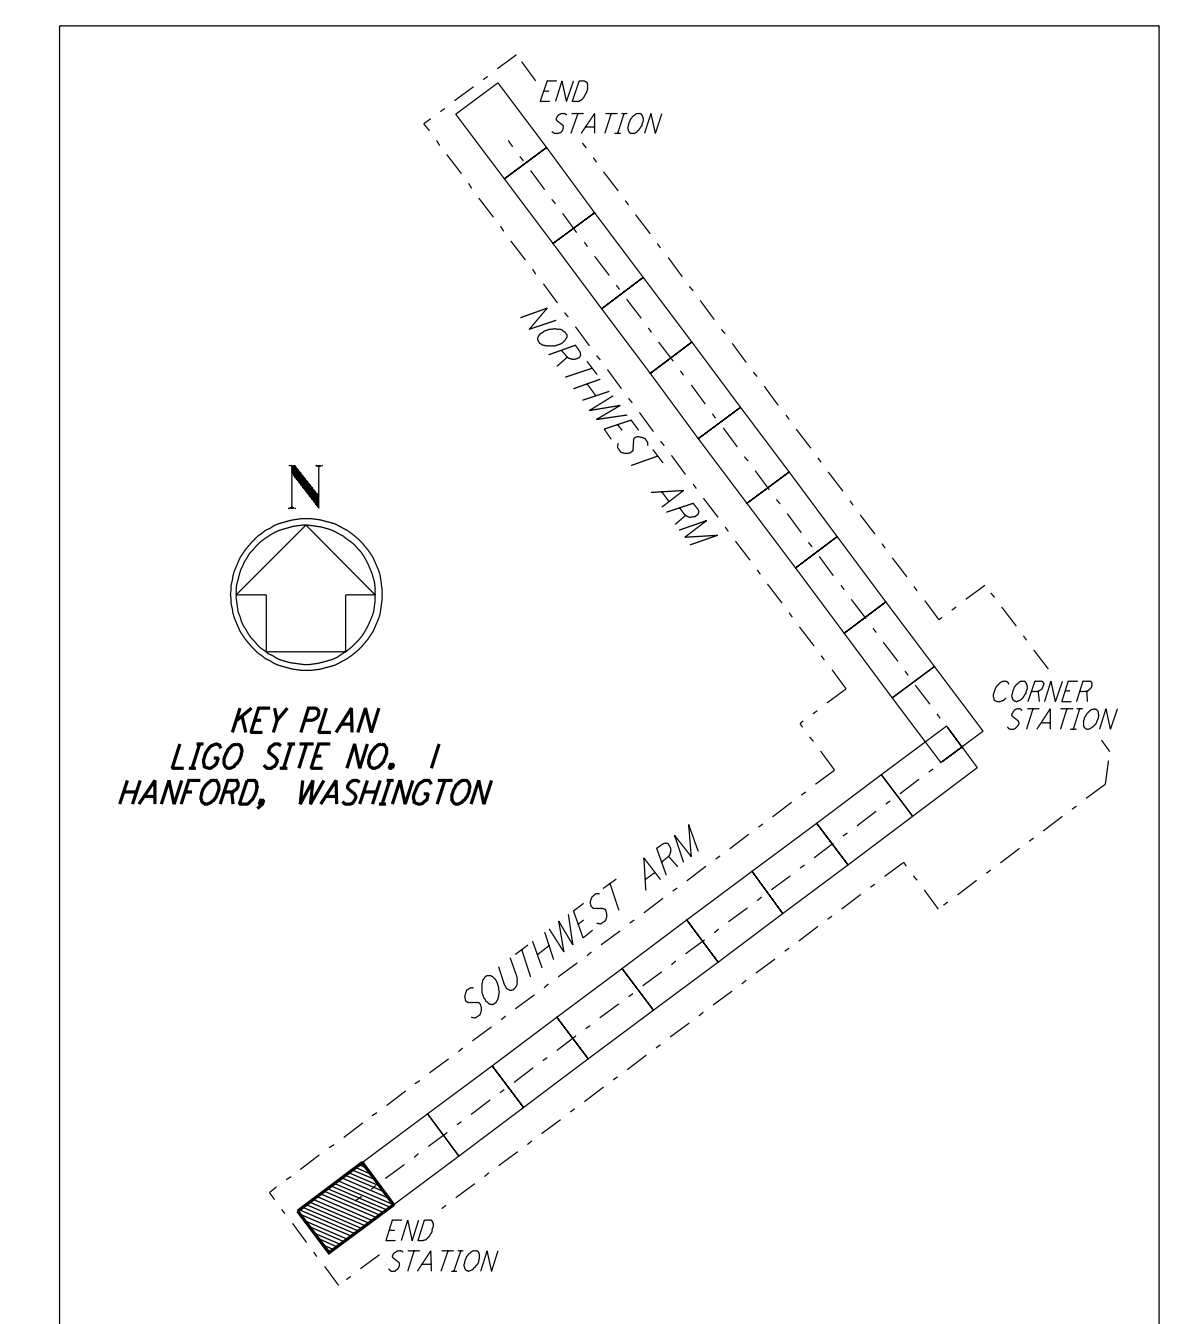 END
STATION
NORTHWEST ARM
N
KEY PLAN
LIGO SITE NO. 1
HANFORD, WASHINGTON
CORNER
STATION
SOUTHWEST ARM
END
STATION